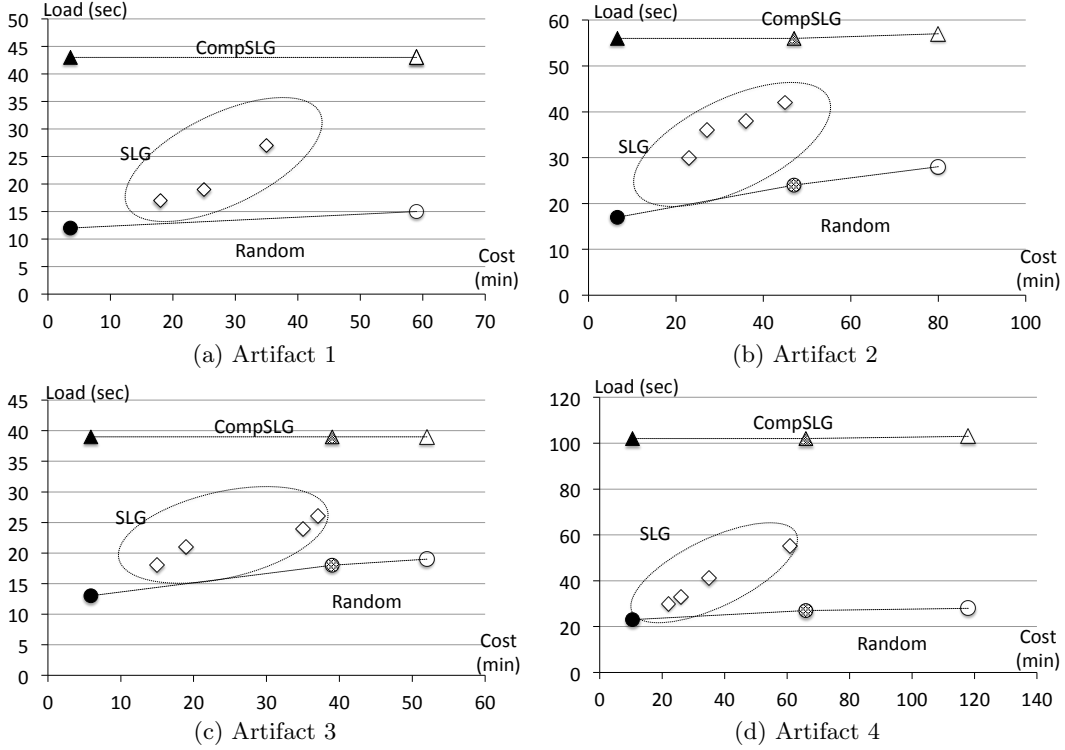 Load (sec)
50
45
40
35
30
25
20
15
10
5
0
CompSLG
SLG
Random
Cost
(min)
0 10 20 30 40 50 60 70
(a) Artifact 1
Load (sec)
60
50
40
30
20
10
0
CompSLG
SLG
Random
Cost
(min)
0 20 40 60 80 100
(b) Artifact 2
Load (sec)
45
40
35
30
25
20
15
10
5
0
CompSLG
SLG
Random
Cost
(min)
0 10 20 30 40 50 60
(c) Artifact 3
Load (sec)
120
100
80
60
40
20
0
CompSLG
SLG
Random
Cost
(min)
0 20 40 60 80 100 120 140
(d) Artifact 4